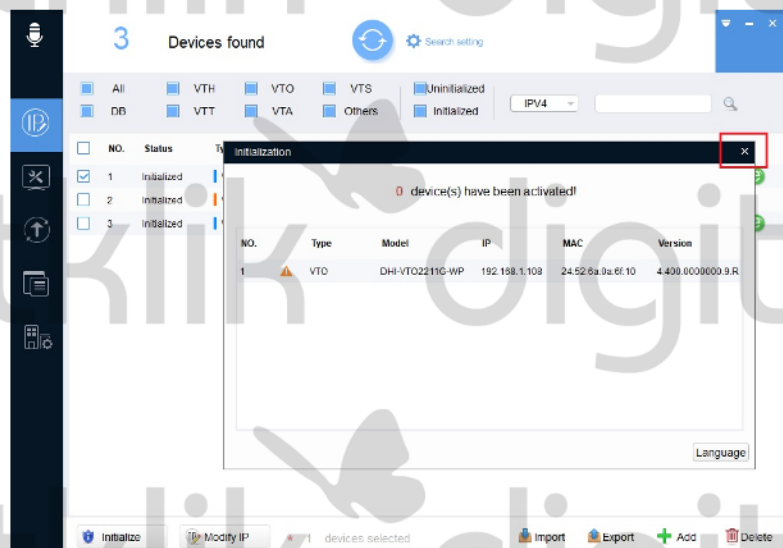 3 Devices found Search setting
All VTH VTO VTS Uninitialized
DB VTT VTA Others Initialized IPV4
NO. Status
Initialization
1 Initialized
2 Initialized
3 Initialized
0 device(s) have been activated!
NO. Type Model IP MAC Version
1 VTO DHI-VTO2211G-WP 192.168.1.108 24:52:6a:0a:6f:10 4.400.0000000.9.R
Language
Initialize Modify IP 1 devices selected Import Export Add Delete
klik digit